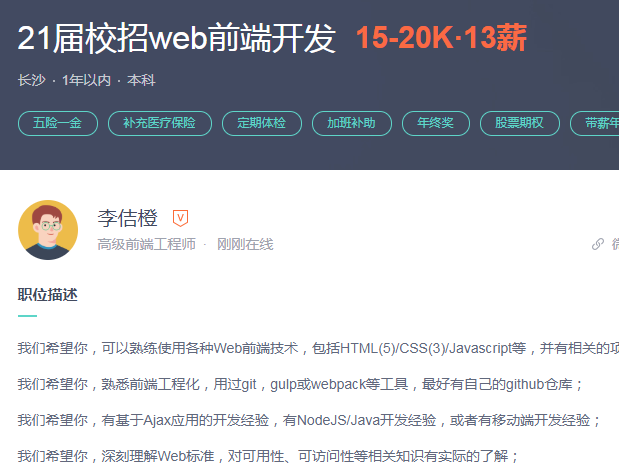 21届校招web前端开发 15-20K·13薪
长沙 · 1年以内 · 本科
五险一金 补充医疗保险 定期体检 加班补助 年终奖 股票期权 带薪年
李佶橙 V
高级前端工程师 · 刚刚在线
职位描述
我们希望你，可以熟练使用各种Web前端技术，包括HTML(5)/CSS(3)/Javascript等，并有相关的项
我们希望你，熟悉前端工程化，用过git，gulp或webpack等工具，最好有自己的github仓库；
我们希望你，有基于Ajax应用的开发经验，有NodeJS/Java开发经验，或者有移动端开发经验；
我们希望你，深刻理解Web标准，对可用性、可访问性等相关知识有实际的了解；